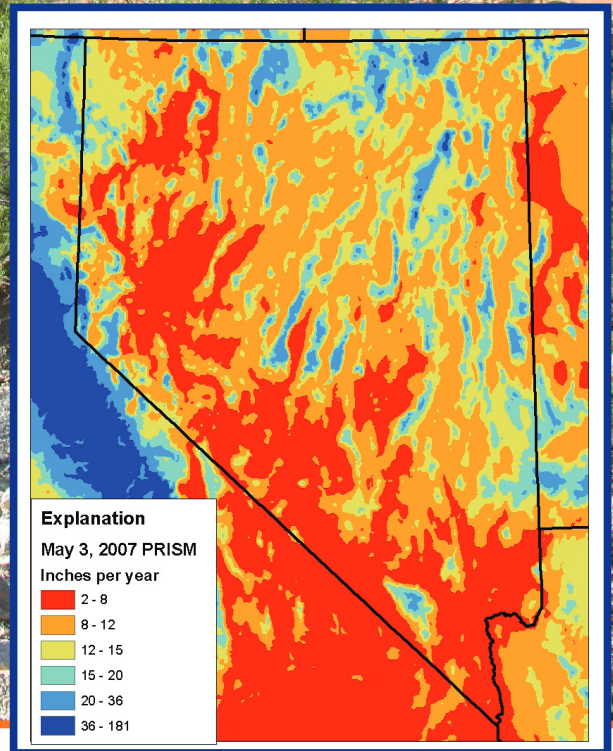 Explanation
May 3, 2007 PRISM
Inches per year
2 - 8
8 - 12
12 - 15
15 - 20
20 - 36
36 - 181